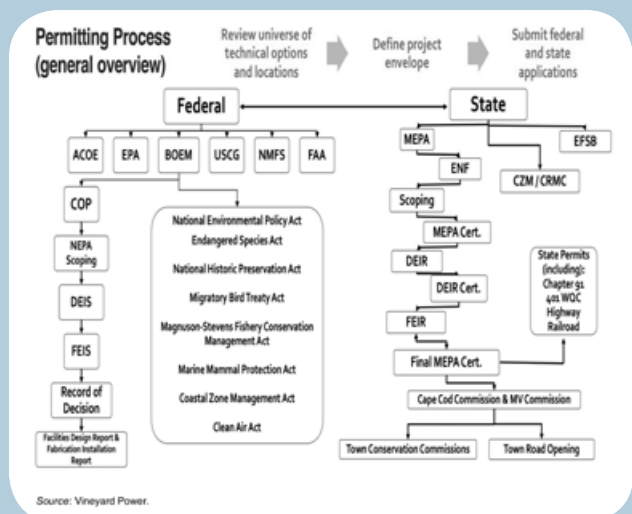 Permitting Process
(general overview)
Review universe of
technical options
and locations
Define project
envelope
Submit federal
and state
applications
Federal
State
ACOE
EPA
BOEM
USCG
NMFS
FAA
COP
NEPA
Scoping
DEIS
FEIS
Record of
Decision
Facilities Design Report &
Fabrication Installation
Report
National Environmental Policy Act
Endangered Species Act
National Historic Preservation Act
Migratory Bird Treaty Act
Magnuson-Stevens Fishery Conservation
Management Act
Marine Mammal Protection Act
Coastal Zone Management Act
Clean Air Act
MEPA
EFSB
ENF
CZM / CRMC
Scoping
MEPA Cert.
DEIR
DEIR Cert.
FEIR
Final MEPA Cert.
State Permits
(including):
Chapter 91
401 WQC
Highway
Railroad
Cape Cod Commission & MV Commission
Town Conservation Commissions
Town Road Opening
Source: Vineyard Power.